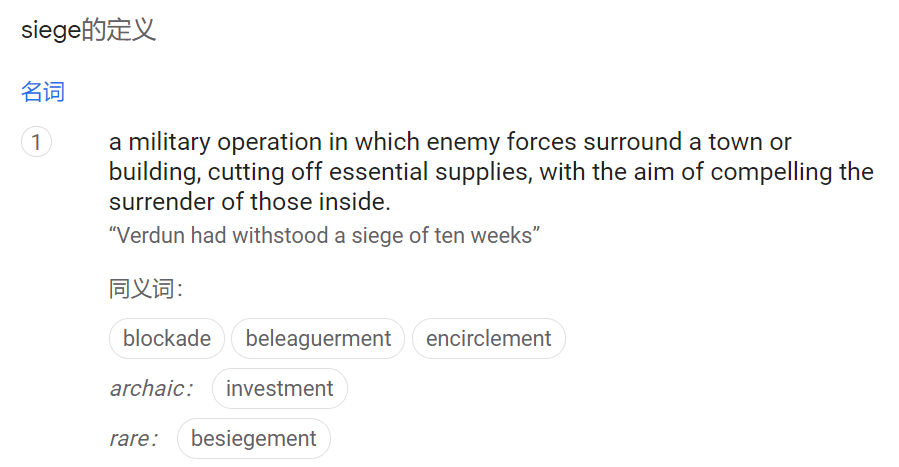 siege的定义
名词
1
a military operation in which enemy forces surround a town or
building, cutting off essential supplies, with the aim of compelling the
surrender of those inside.
“Verdun had withstood a siege of ten weeks”
同义词：
blockade beleaguerment encirclement
archaic： investment
rare： besiegement